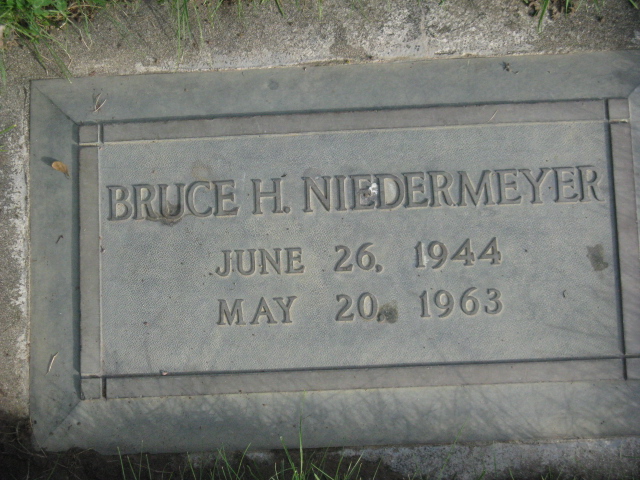 BRUCE H. NIEDERMEYER
JUNE 26, 1944
MAY 20, 1963